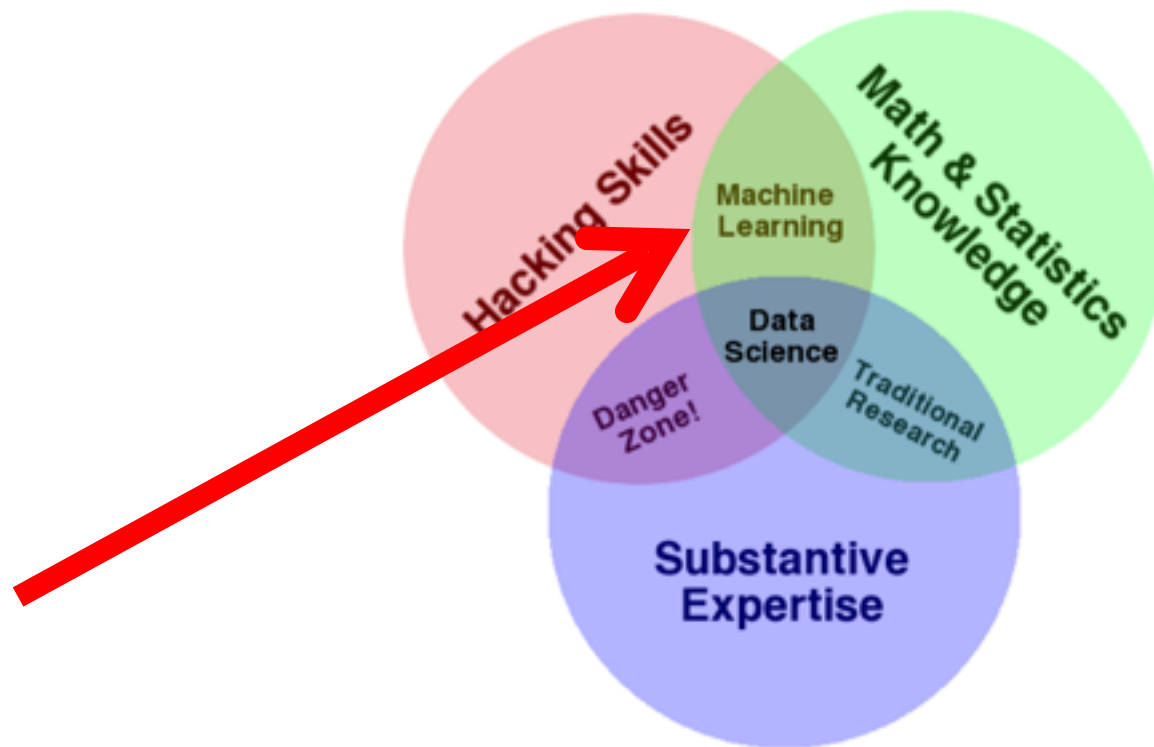 Hacking Skills
Math & Statistics
Knowledge
Machine
Learning
Data
Science
Danger
Zone!
Traditional
Research
Substantive
Expertise